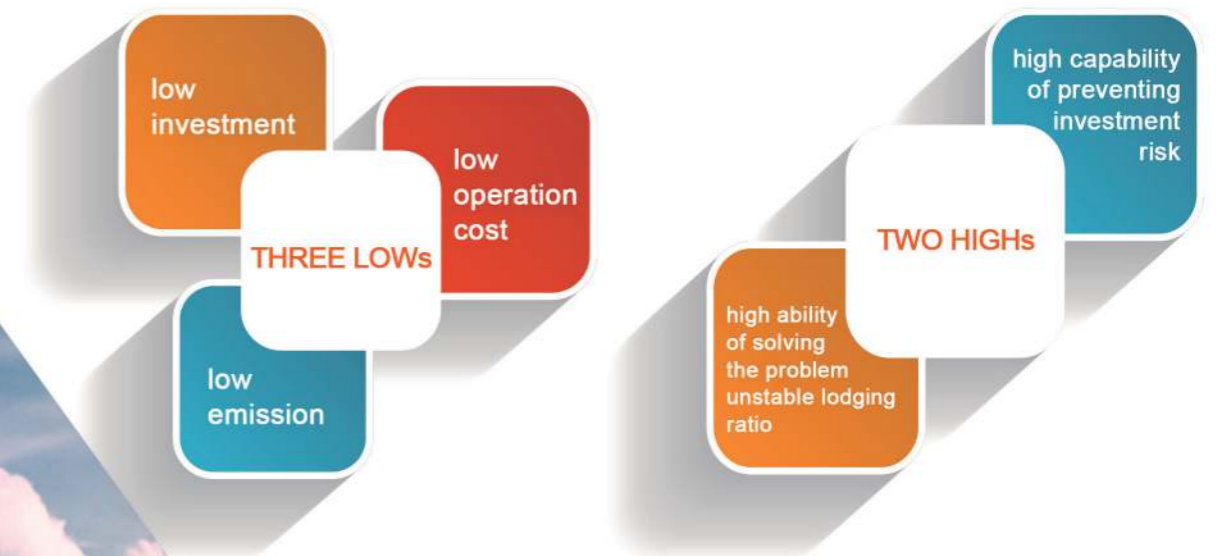 low
investment
low
operation
cost
THREE LOWs
low
emission
high capability
of preventing
investment
risk
TWO HIGHs
high ability
of solving
the problem
unstable lodging
ratio